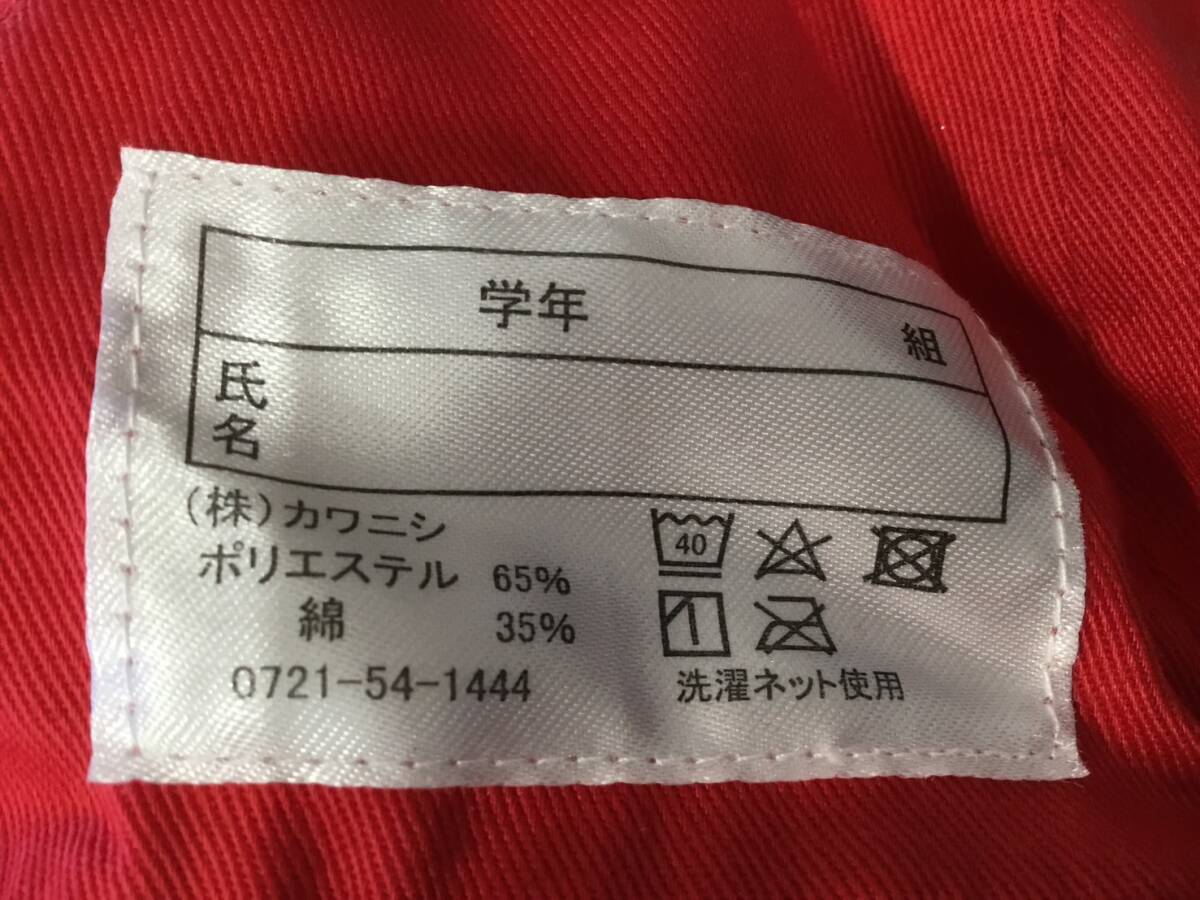 学年 組
氏名
(株)カワニシ
ポリエステル 65%
綿 35%
0721-54-1444
40
洗濯ネット使用